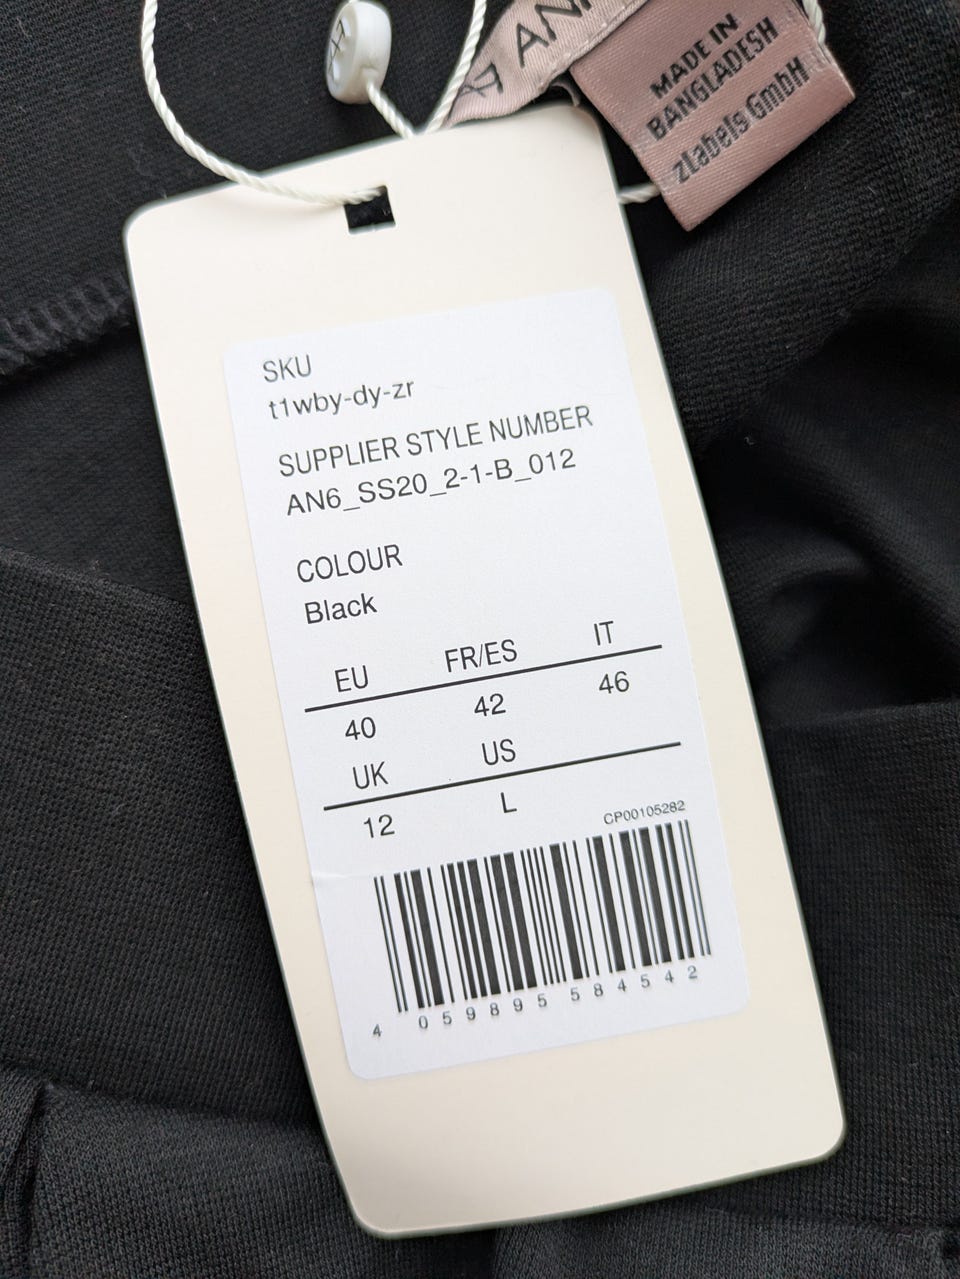 AN
MADE IN
BANGLADESH
zLabels GmbH
SKU
t1wby-dy-zr
SUPPLIER STYLE NUMBER
AN6_SS20_2-1-B_012
COLOUR
Black
EU FR/ES IT
40 42 46
UK US
12 L
CP00105282
4 059895 584542